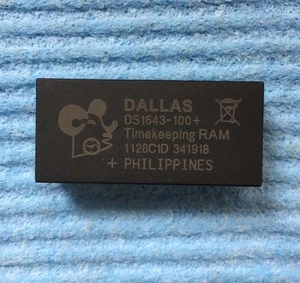 DALLAS
DS1643-100+
Timekeeping RAM
1128C1D 341918
+ PHILIPPINES